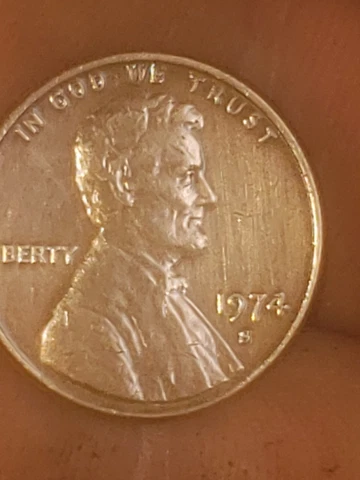 IN GOD WE TRUST
BERTY
1974
S